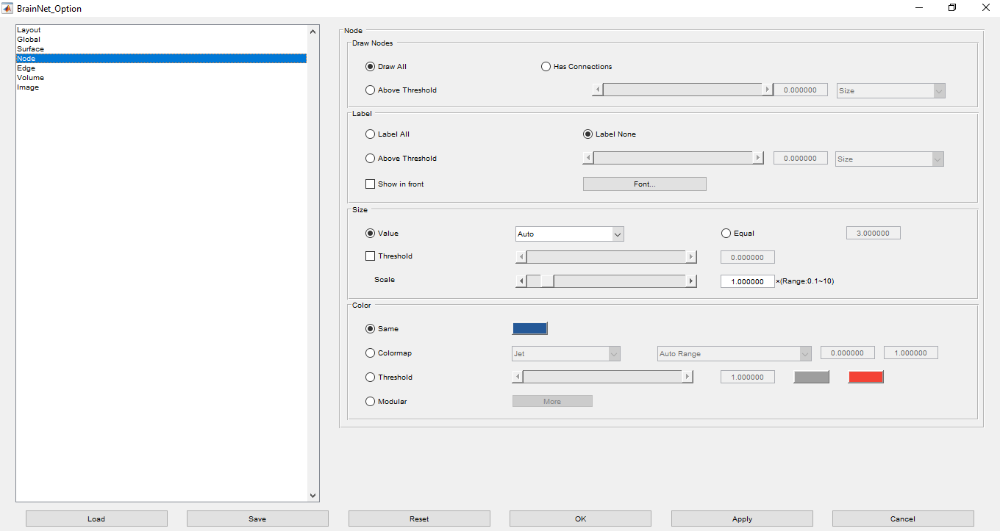 BrainNet_Option
Layout
Global
Surface
Node
Edge
Volume
Image
Node
Draw Nodes
Draw All
Has Connections
Above Threshold
0.000000
Size
Label
Label All
Label None
Above Threshold
0.000000
Size
Show in front
Font...
Size
Value
Auto
Equal
3.000000
Threshold
0.000000
Scale
1.000000
×(Range:0.1~10)
Color
Same
Colormap
Jet
Auto Range
0.000000
1.000000
Threshold
1.000000
Modular
More
Load
Save
Reset
OK
Apply
Cancel